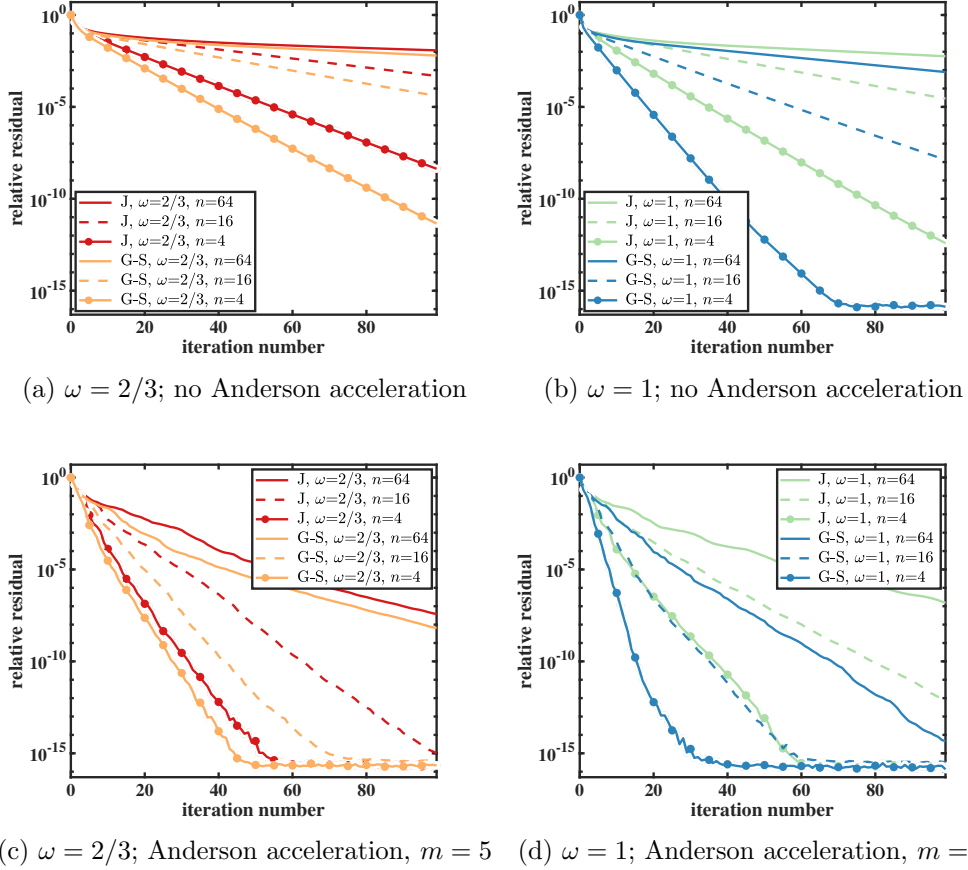 10^0
10^-5
10^-10
10^-15
relative residual
J, ω=2/3, n=64
J, ω=2/3, n=16
J, ω=2/3, n=4
G-S, ω=2/3, n=64
G-S, ω=2/3, n=16
G-S, ω=2/3, n=4
0 20 40 60 80
iteration number
(a) ω = 2/3; no Anderson acceleration
10^0
10^-5
10^-10
10^-15
relative residual
J, ω=1, n=64
J, ω=1, n=16
J, ω=1, n=4
G-S, ω=1, n=64
G-S, ω=1, n=16
G-S, ω=1, n=4
0 20 40 60 80
iteration number
(b) ω = 1; no Anderson acceleration
10^0
10^-5
10^-10
10^-15
relative residual
J, ω=2/3, n=64
J, ω=2/3, n=16
J, ω=2/3, n=4
G-S, ω=2/3, n=64
G-S, ω=2/3, n=16
G-S, ω=2/3, n=4
0 20 40 60 80
iteration number
(c) ω = 2/3; Anderson acceleration, m = 5
10^0
10^-5
10^-10
10^-15
relative residual
J, ω=1, n=64
J, ω=1, n=16
J, ω=1, n=4
G-S, ω=1, n=64
G-S, ω=1, n=16
G-S, ω=1, n=4
0 20 40 60 80
iteration number
(d) ω = 1; Anderson acceleration, m =